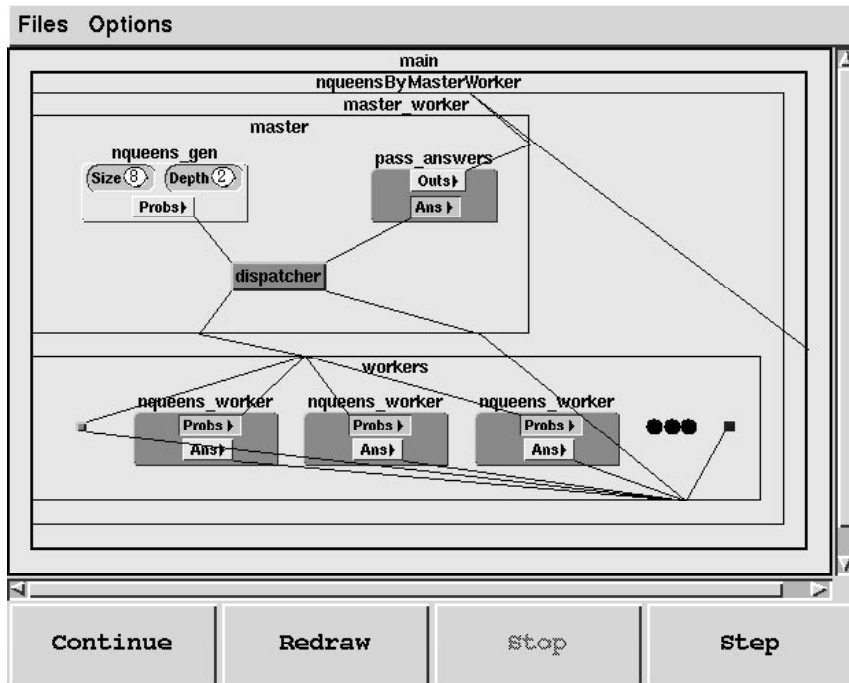 Files Options
main
nqueensByMasterWorker
master_worker
master
nqueens_gen
pass_answers
Size 8 Depth 2
Outs
Probs
Ans
dispatcher
workers
nqueens_worker nqueens_worker nqueens_worker
Probs Probs Probs
Ans Ans Ans
Continue Redraw Stop Step